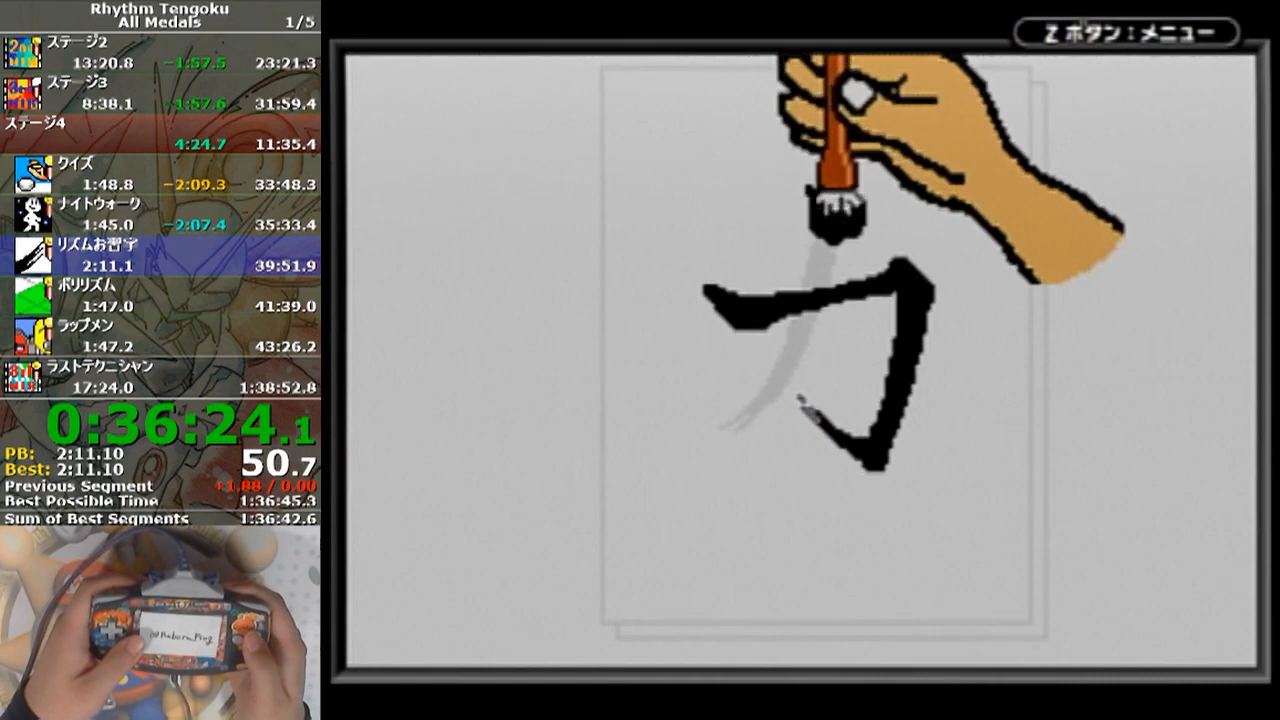 Rhythm Tengoku
All Medals 1/5
ステージ2
13:20.8 -1:57.5 23:21.3
ステージ3
8:38.1 -1:57.6 31:59.4
ステージ4
4:24.7 11:35.4
クイズ
1:48.8 -2:09.3 33:48.3
ナイトウォーク
1:45.0 -2:07.4 35:33.4
リズムお習字
2:11.1 39:51.9
ポリリズム
1:47.0 41:39.0
ラップメン
1:47.2 43:26.2
ラストテクニシャン
17:24.0 1:38:52.8
0:36:24.1
PB: 2:11.10
Best: 2:11.10
50.7
Previous Segment +1.88 / 0.00
Best Possible Time 1:36:45.3
Sum of Best Segments 1:36:42.6
Z ボタン：メニュー